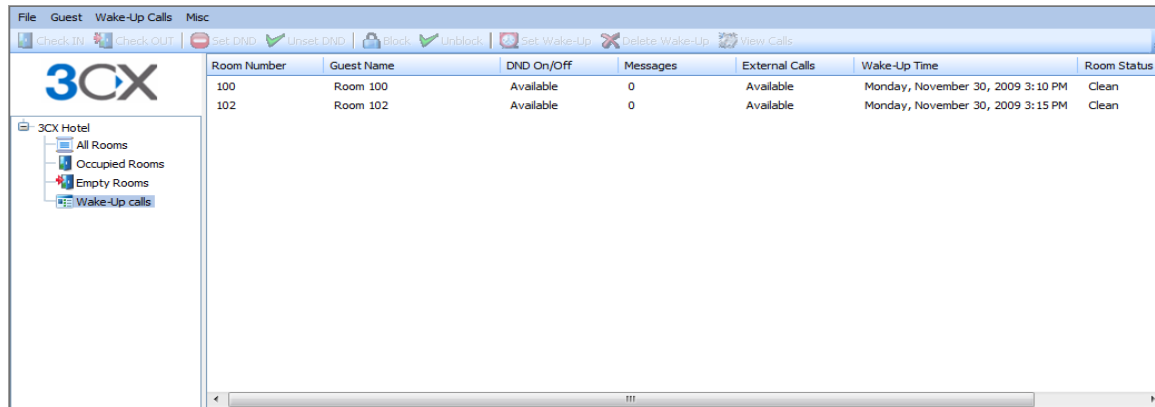 File Guest Wake-Up Calls Misc
Check IN Check OUT Set DND Unset DND Block Unblock Set Wake-Up Delete Wake-Up View Calls
3CX
3CX Hotel
All Rooms
Occupied Rooms
Empty Rooms
Wake-Up calls
Room Number Guest Name DND On/Off Messages External Calls Wake-Up Time Room Status
100 Room 100 Available 0 Available Monday, November 30, 2009 3:10 PM Clean
102 Room 102 Available 0 Available Monday, November 30, 2009 3:15 PM Clean